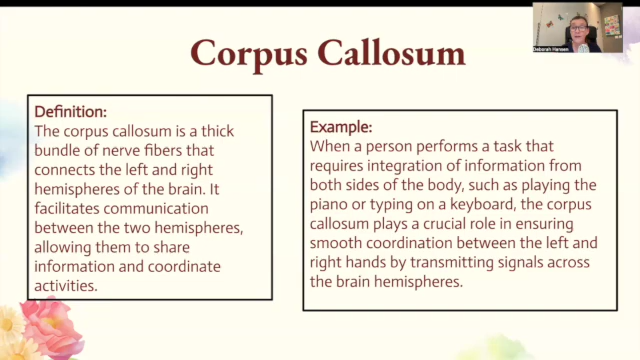 Corpus Callosum
Deborah Hansen
Definition:
The corpus callosum is a thick
bundle of nerve fibers that
connects the left and right
hemispheres of the brain. It
facilitates communication
between the two hemispheres,
allowing them to share
information and coordinate
activities.
Example:
When a person performs a task that
requires integration of information from
both sides of the body, such as playing the
piano or typing on a keyboard, the corpus
callosum plays a crucial role in ensuring
smooth coordination between the left and
right hands by transmitting signals across
the brain hemispheres.